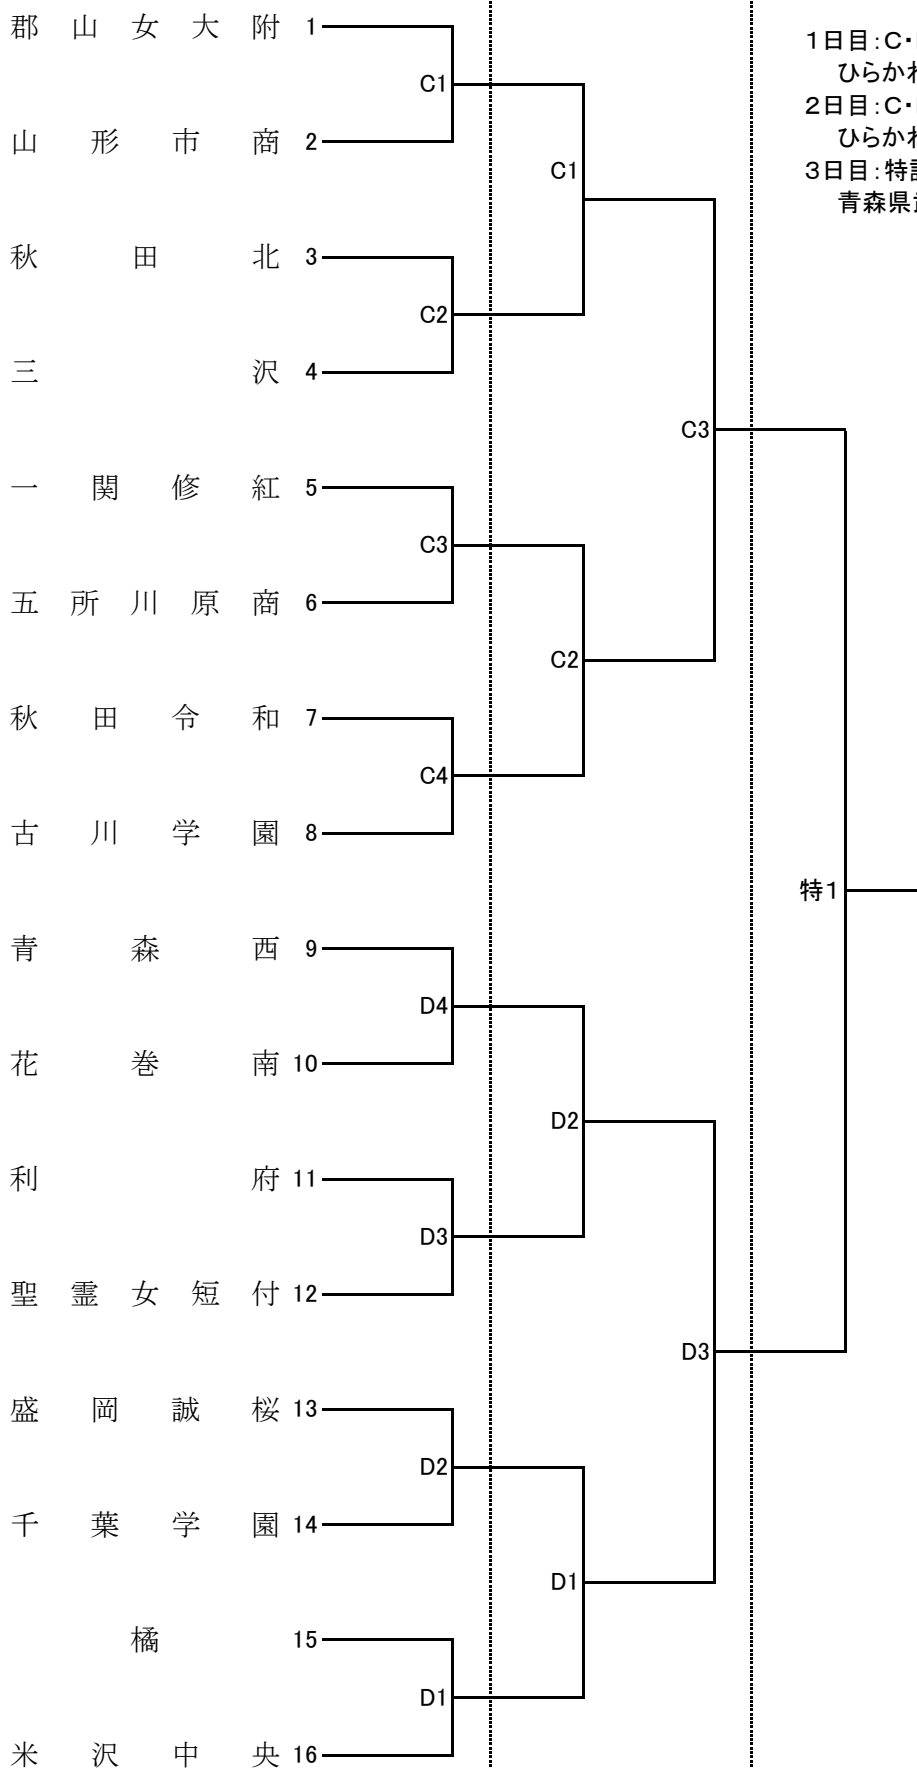 郡山女大附 1
山形市商 2
秋田北 3
三沢 4
一関修紅 5
五所川原商 6
秋田令和 7
古川学園 8
青森西 9
花巻南 10
利府 11
聖霊女短付 12
盛岡誠桜 13
千葉学園 14
橘 15
米沢中央 16
C1
C2
C3
C4
D4
D3
D2
D1
C1
C2
D2
D1
C3
D3
特1
1日目:C・
ひらか
2日目:C・
ひらか
3日目:特
青森県